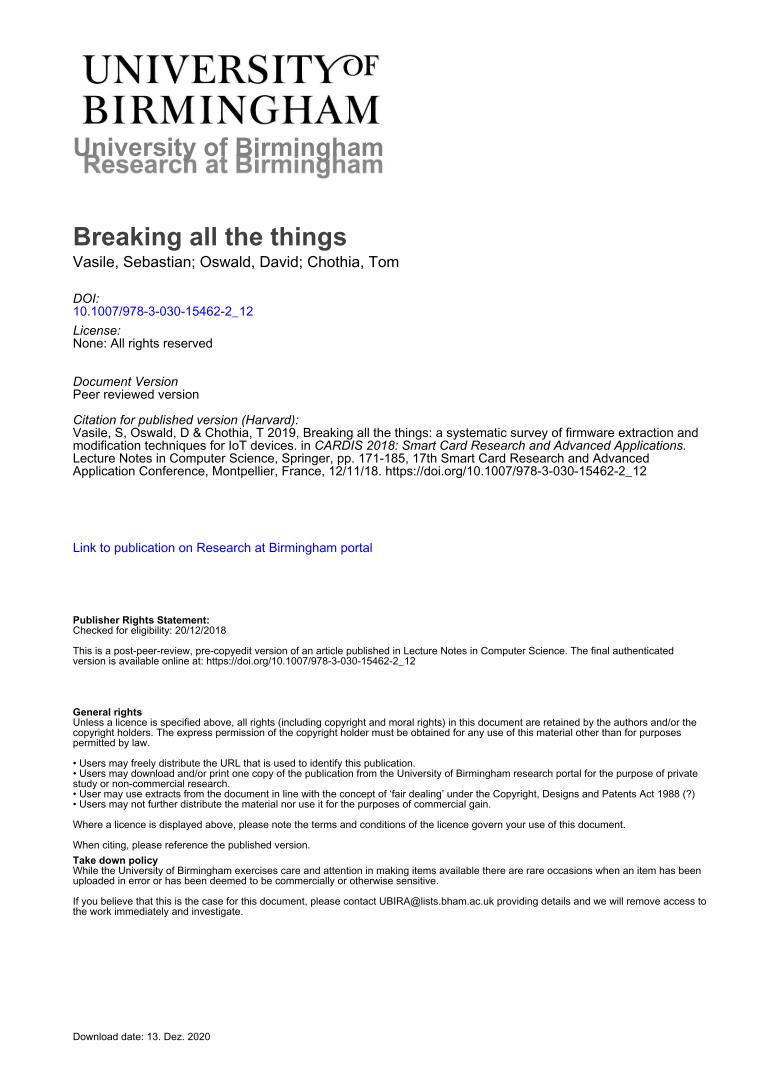 UNIVERSITY OF
BIRMINGHAM
University of Birmingham
Research at Birmingham
Breaking all the things
Vasile, Sebastian; Oswald, David; Chothia, Tom
DOI:
10.1007/978-3-030-15462-2_12
License:
None: All rights reserved
Document Version
Peer reviewed version
Citation for published version (Harvard):
Vasile, S, Oswald, D & Chothia, T 2019, Breaking all the things: a systematic survey of firmware extraction and
modification techniques for IoT devices. in CARDIS 2018: Smart Card Research and Advanced Applications.
Lecture Notes in Computer Science, Springer, pp. 171-185, 17th Smart Card Research and Advanced
Application Conference, Montpellier, France, 12/11/18. https://doi.org/10.1007/978-3-030-15462-2_12
Link to publication on Research at Birmingham portal
Publisher Rights Statement:
Checked for eligibility: 20/12/2018
This is a post-peer-review, pre-copyedit version of an article published in Lecture Notes in Computer Science. The final authenticated
version is available online at: https://doi.org/10.1007/978-3-030-15462-2_12
General rights
Unless a licence is specified above, all rights (including copyright and moral rights) in this document are retained by the authors and/or the
copyright holders. The express permission of the copyright holder must be obtained for any use of this material other than for purposes
permitted by law.
• Users may freely distribute the URL that is used to identify this publication.
• Users may download and/or print one copy of the publication from the University of Birmingham research portal for the purpose of private
study or non-commercial research.
• User may use extracts from the document in line with the concept of ‘fair dealing’ under the Copyright, Designs and Patents Act 1988 (?)
• Users may not further distribute the material nor use it for the purposes of commercial gain.
Where a licence is displayed above, please note the terms and conditions of the licence govern your use of this document.
When citing, please reference the published version.
Take down policy
While the University of Birmingham exercises care and attention in making items available there are rare occasions when an item has been
uploaded in error or has been deemed to be commercially or otherwise sensitive.
If you believe that this is the case for this document, please contact UBIRA@lists.bham.ac.uk providing details and we will remove access to
the work immediately and investigate.
Download date: 13. Dez. 2020